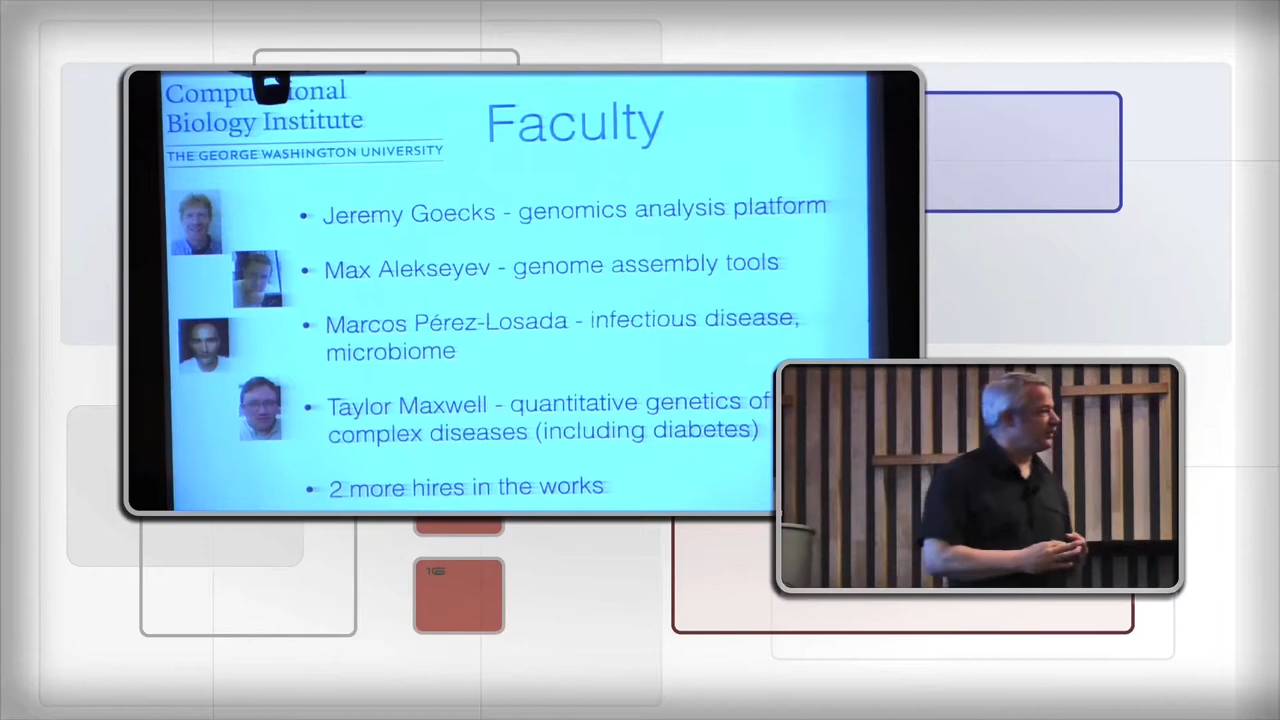 Compu ional
Biology Institute
THE GEORGE WASHINGTON UNIVERSITY
Faculty
• Jeremy Goecks - genomics analysis platform
• Max Alekseyev - genome assembly tools
• Marcos Pérez-Losada - infectious disease,
microbiome
• Taylor Maxwell - quantitative genetics of
complex diseases (including diabetes)
• 2 more hires in the works